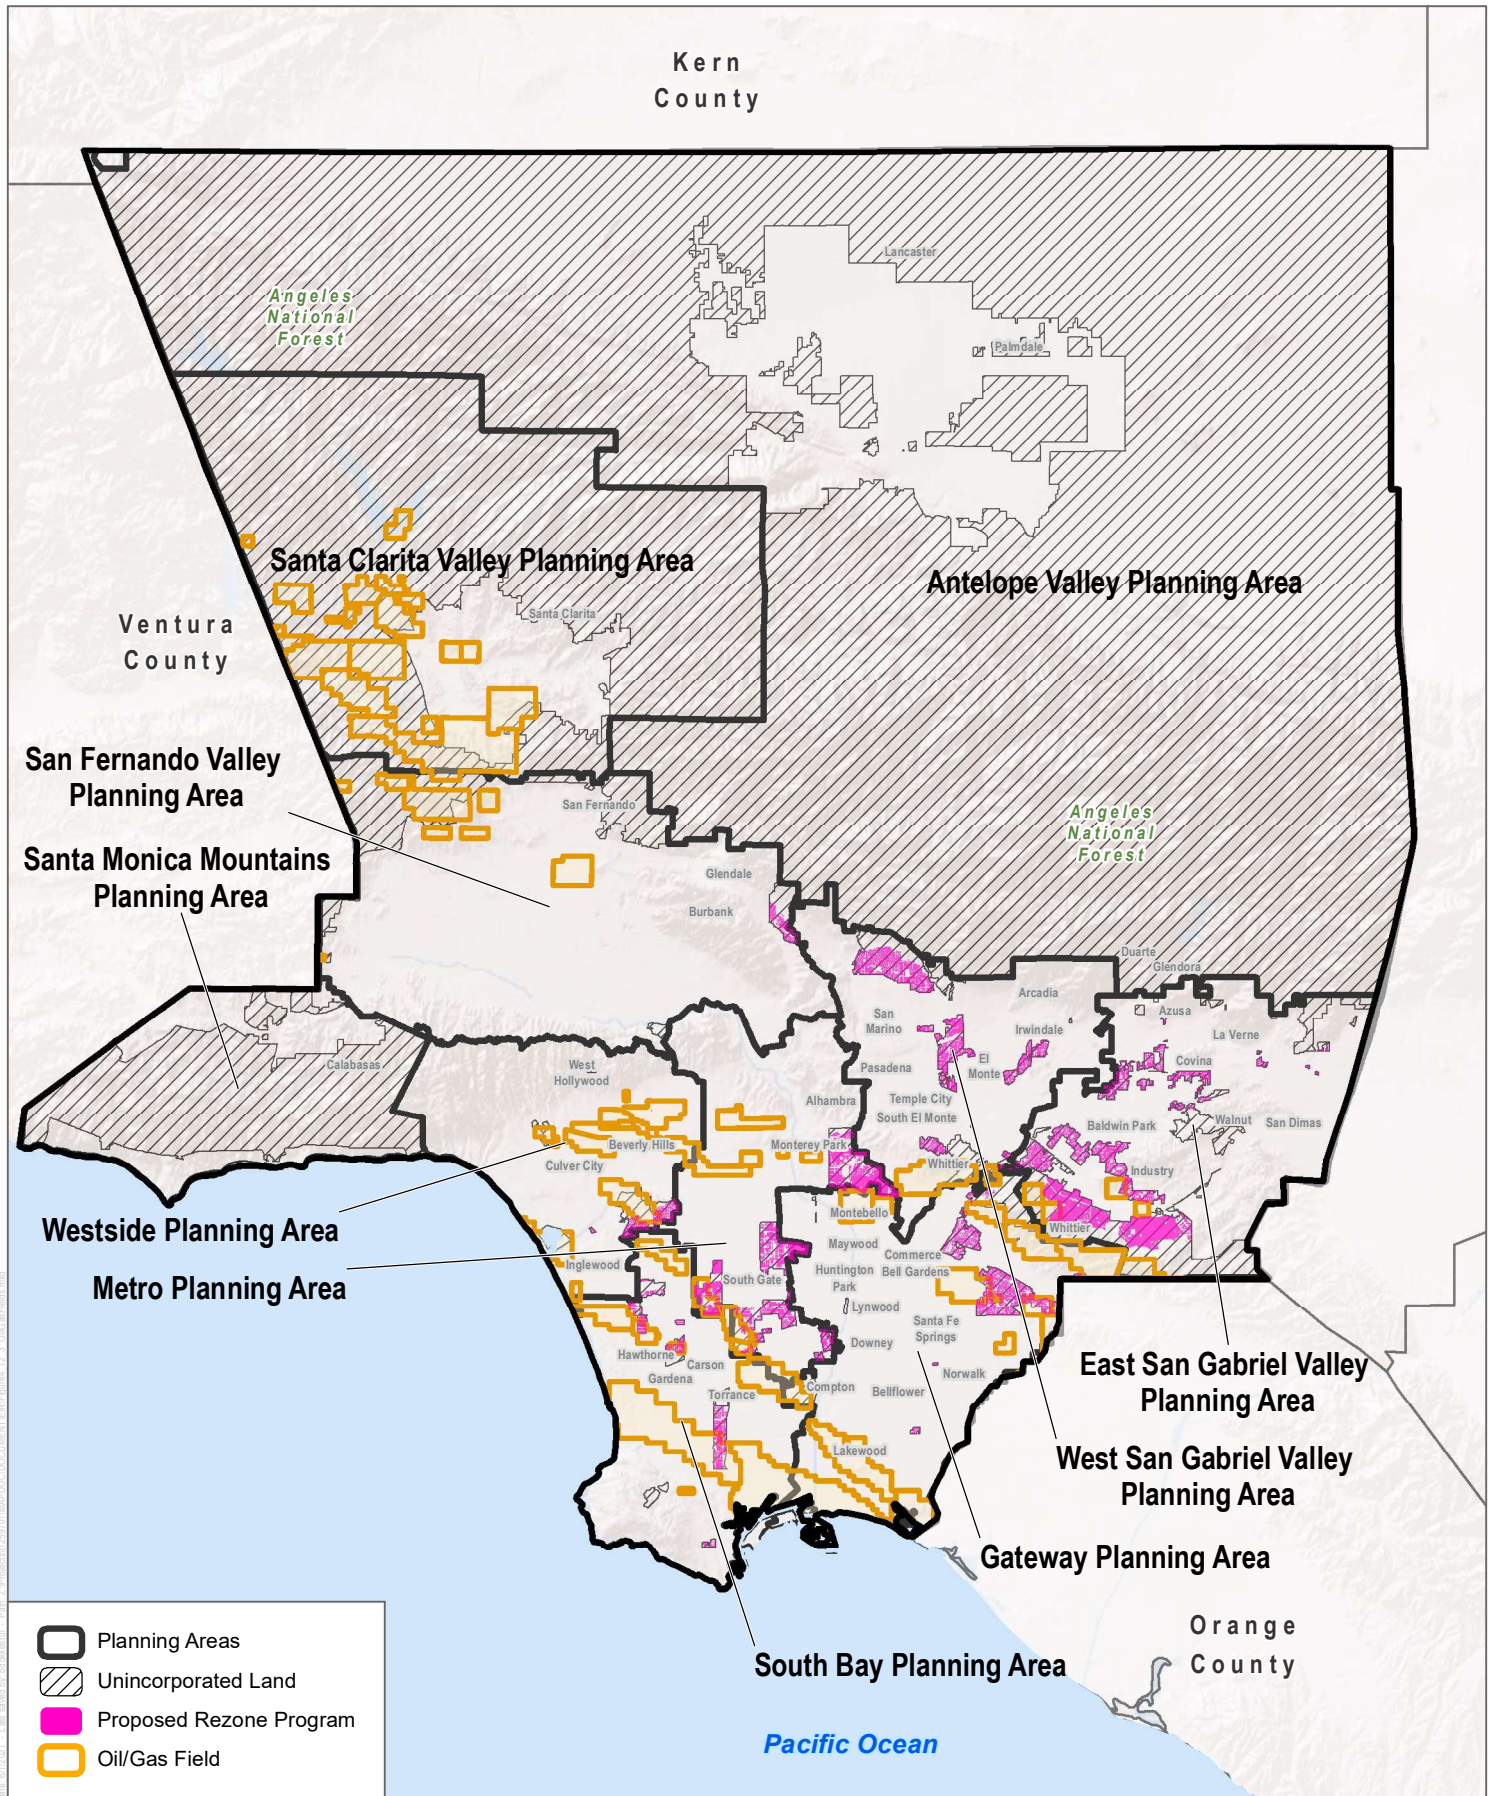 Kern
County
Angeles
National
Forest
Lancaster
Palmdale
Santa Clarita Valley Planning Area
Antelope Valley Planning Area
Santa Clarita
Ventura
County
San Fernando Valley
Planning Area
San Fernando
Angeles
National
Forest
Santa Monica Mountains
Planning Area
Glendale
Burbank
Duarte
Glendora
Arcadia
Azusa
San
Marino
Irwindale
La Verne
Calabasas
West
Hollywood
Pasadena
El
Monte
Covina
Alhambra
Temple City
South El Monte
Baldwin Park
Walnut
San Dimas
Beverly Hills
Monterey Park
Culver City
Whittier
Industry
Westside Planning Area
Montebello
Whittier
Maywood
Commerce
Metro Planning Area
Inglewood
South Gate
Huntington
Park
Bell Gardens
Lynwood
Santa Fe
Springs
Downey
Hawthorne
Carson
Gardena
Norwalk
East San Gabriel Valley
Planning Area
Torrance
Compton
Bellflower
Lakewood
West San Gabriel Valley
Planning Area
Gateway Planning Area
Orange
County
South Bay Planning Area
Pacific Ocean
Planning Areas
Unincorporated Land
Proposed Rezone Program
Oil/Gas Field